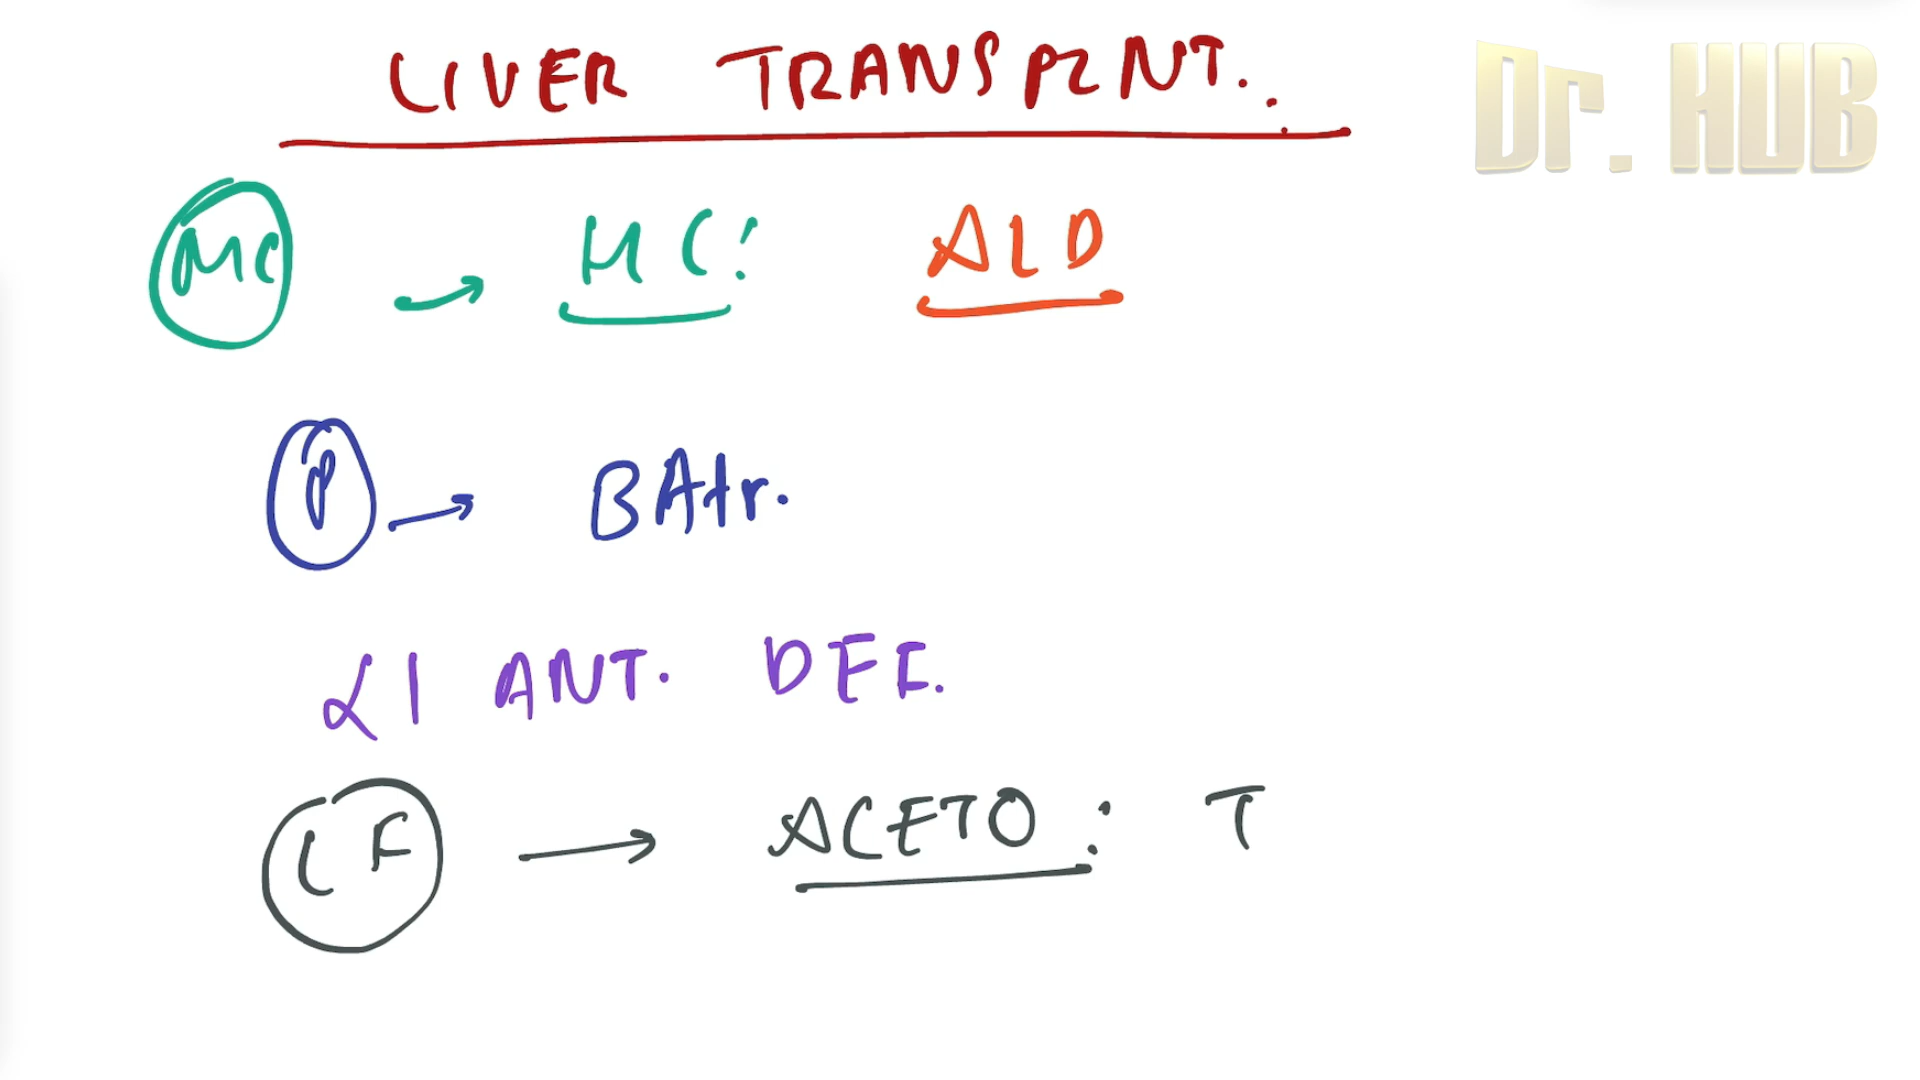 LIVER TRANSPLNT.
Dr. HUB
MC → MC: ALD
P → BAtr.
α1 ANT. DEF.
LF → ACETO: T